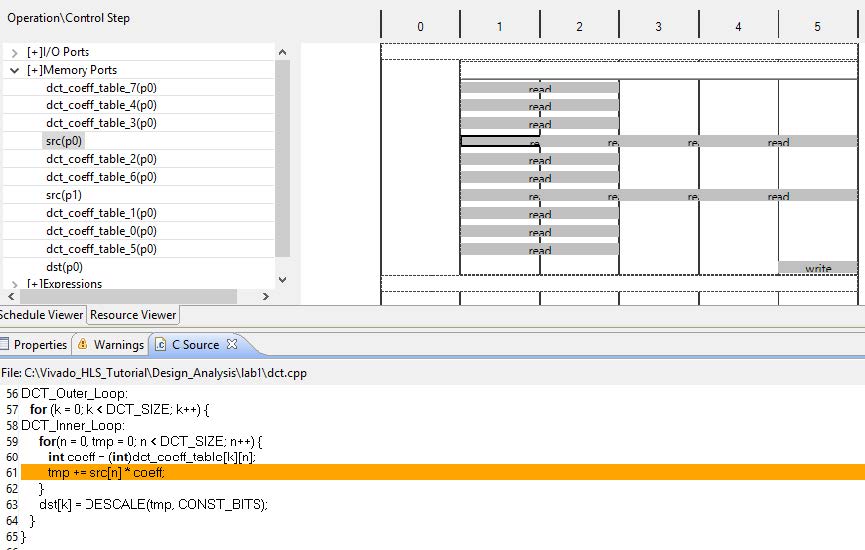 Operation\Control Step
0 1 2 3 4 5
[+]I/O Ports
[+]Memory Ports
dct_coeff_table_7(p0) read
dct_coeff_table_4(p0) read
dct_coeff_table_3(p0) read
src(p0) re re re read
dct_coeff_table_2(p0) read
dct_coeff_table_6(p0) read
src(p1) re re re read
dct_coeff_table_1(p0) read
dct_coeff_table_0(p0) read
dct_coeff_table_5(p0) read
dst(p0) write
[+]Expressions
Schedule Viewer Resource Viewer
Properties Warnings C Source
File: C:\Vivado_HLS_Tutorial\Design_Analysis\lab1\dct.cpp
56 DCT_Outer_Loop:
57 for (k = 0; k < DCT_SIZE; k++) {
58 DCT_Inner_Loop:
59 for(n = 0, tmp = 0; n < DCT_SIZE; n++) {
60 int coeff = (int)dct_coeff_table[k][n];
61 tmp += src[n] * coeff;
62 }
63 dst[k] = DESCALE(tmp, CONST_BITS);
64 }
65 }